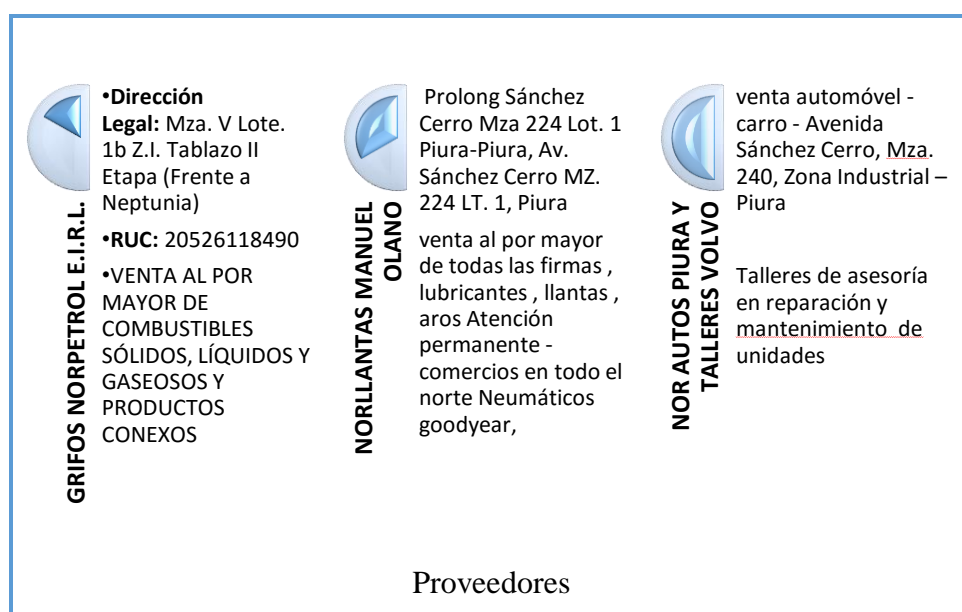 GRIFOS NORPETROL E.I.R.L.
•Dirección
Legal: Mza. V Lote.
1b Z.I. Tablazo II
Etapa (Frente a
Neptunia)
•RUC: 20526118490
•VENTA AL POR
MAYOR DE
COMBUSTIBLES
SÓLIDOS, LÍQUIDOS Y
GASEOSOS Y
PRODUCTOS
CONEXOS
NORLLANTAS MANUEL
OLANO
Prolong Sánchez
Cerro Mza 224 Lot. 1
Piura-Piura, Av.
Sánchez Cerro MZ.
224 LT. 1, Piura
venta al por mayor
de todas las firmas ,
lubricantes , llantas ,
aros Atención
permanente -
comercios en todo el
norte Neumáticos
goodyear,
NOR AUTOS PIURA Y
TALLERES VOLVO
venta automóvel -
carro - Avenida
Sánchez Cerro, Mza.
240, Zona Industrial –
Piura
Talleres de asesoría
en reparación y
mantenimiento de
unidades
Proveedores